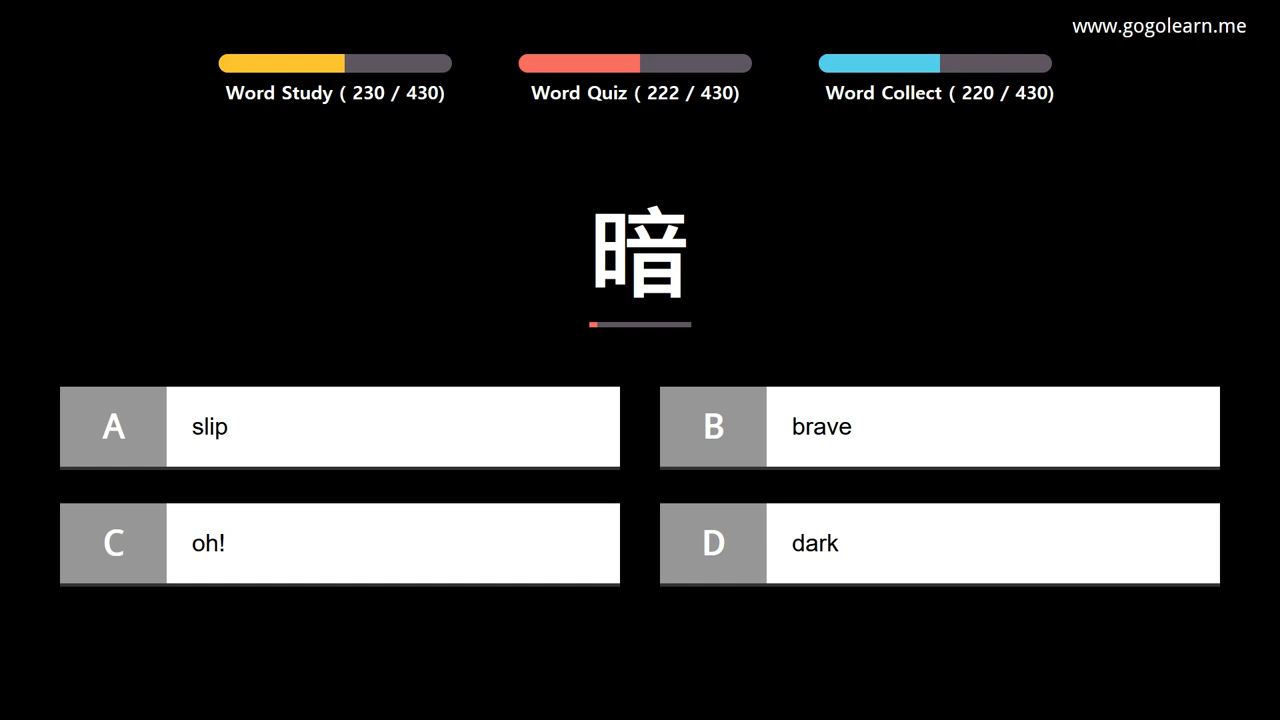 www.gogolearn.me
Word Study ( 230 / 430)
Word Quiz ( 222 / 430)
Word Collect ( 220 / 430)
暗
A slip
B brave
C oh!
D dark